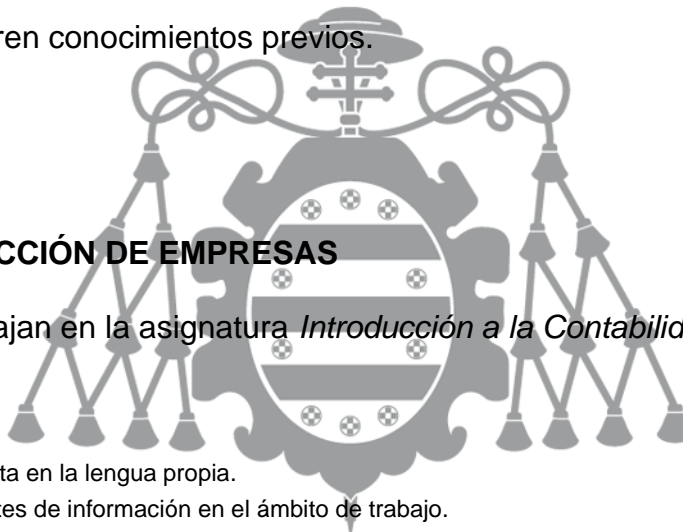 ren conocimientos previos.
CCIÓN DE EMPRESAS
ajan en la asignatura Introducción a la Contabilid
ta en la lengua propia.
tes de información en el ámbito de trabajo.